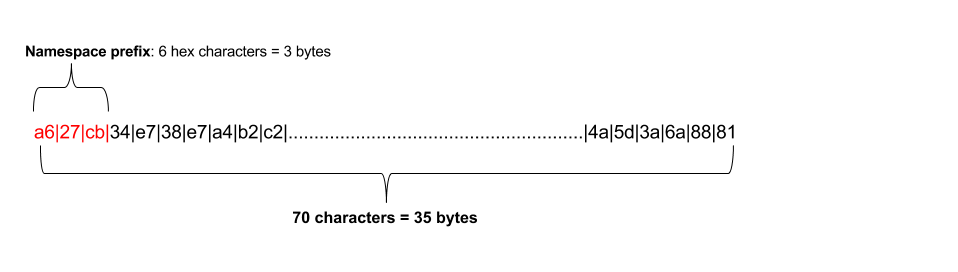 Namespace prefix: 6 hex characters = 3 bytes
a6|27|cb|34|e7|38|e7|a4|b2|c2|......................................................|4a|5d|3a|6a|88|81
70 characters = 35 bytes